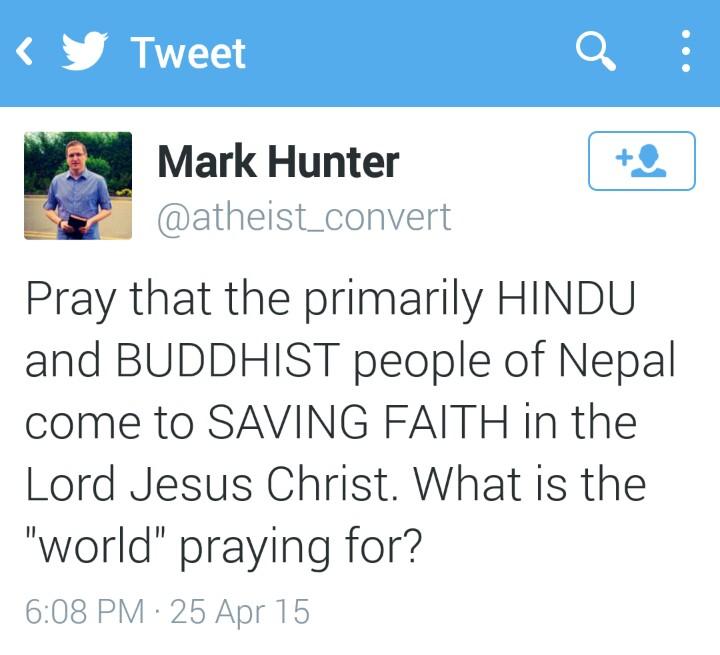 Tweet
Mark Hunter
@atheist_convert
Pray that the primarily HINDU
and BUDDHIST people of Nepal
come to SAVING FAITH in the
Lord Jesus Christ. What is the
"world" praying for?
6:08 PM · 25 Apr 15